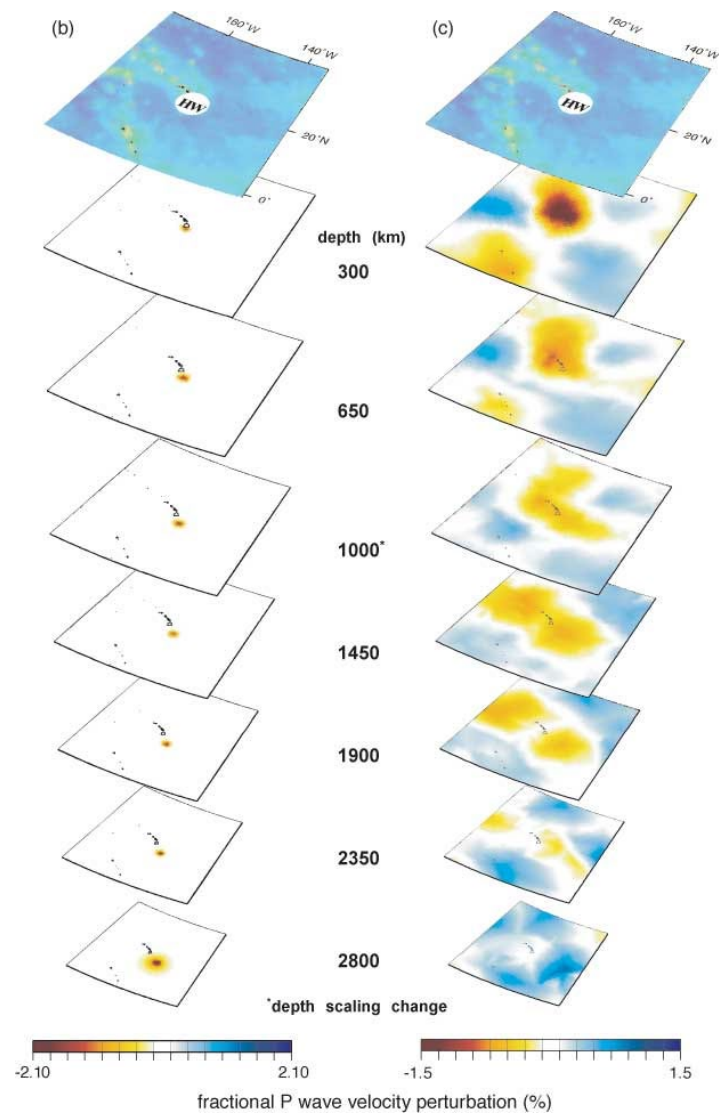 (b)
160°W
140°W
HW
20°N
0°
(c)
160°W
140°W
HW
20°N
0°
depth (km)
300
650
1000*
1450
1900
2350
2800
*depth scaling change
-2.10
2.10
-1.5
1.5
fractional P wave velocity perturbation (%)